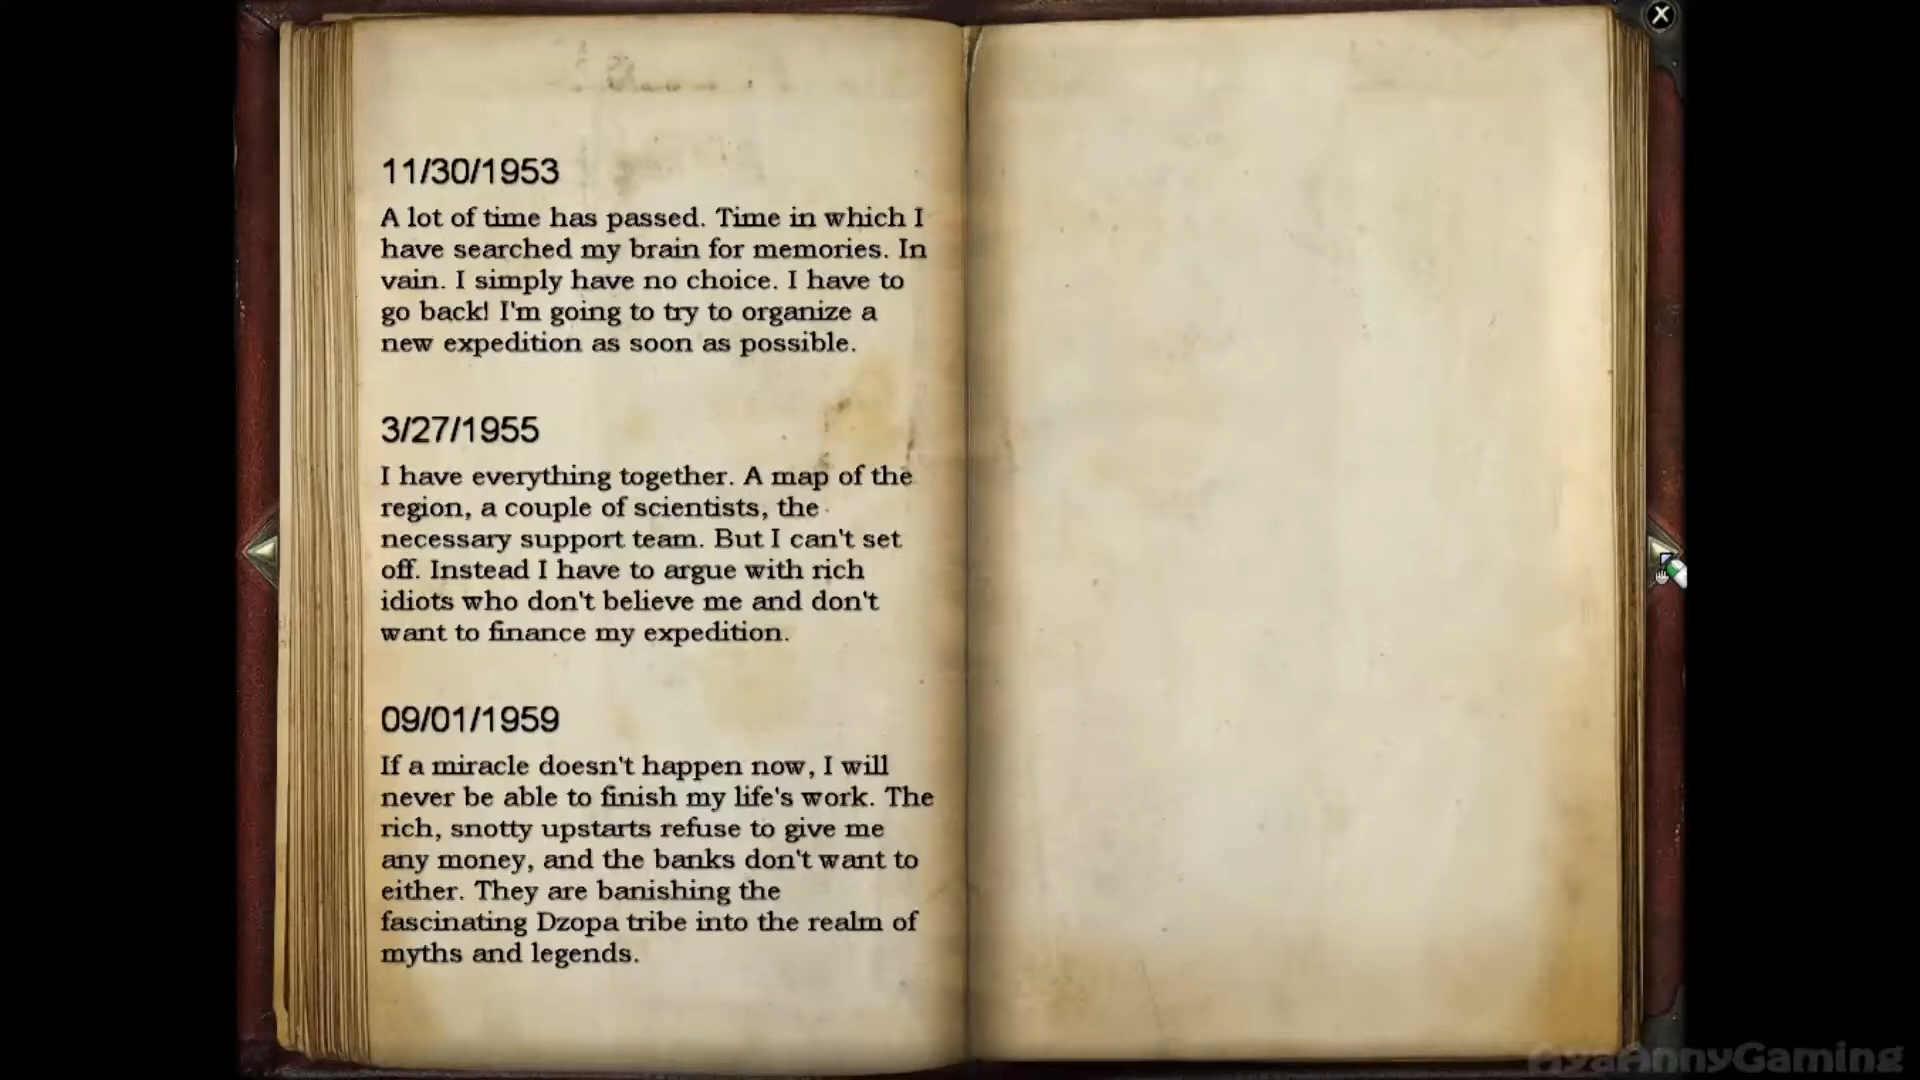 11/30/1953
A lot of time has passed. Time in which I
have searched my brain for memories. In
vain. I simply have no choice. I have to
go back! I'm going to try to organize a
new expedition as soon as possible.
3/27/1955
I have everything together. A map of the
region, a couple of scientists, the
necessary support team. But I can't set
off. Instead I have to argue with rich
idiots who don't believe me and don't
want to finance my expedition.
09/01/1959
If a miracle doesn't happen now, I will
never be able to finish my life's work. The
rich, snotty upstarts refuse to give me
any money, and the banks don't want to
either. They are banishing the
fascinating Dzopa tribe into the realm of
myths and legends.